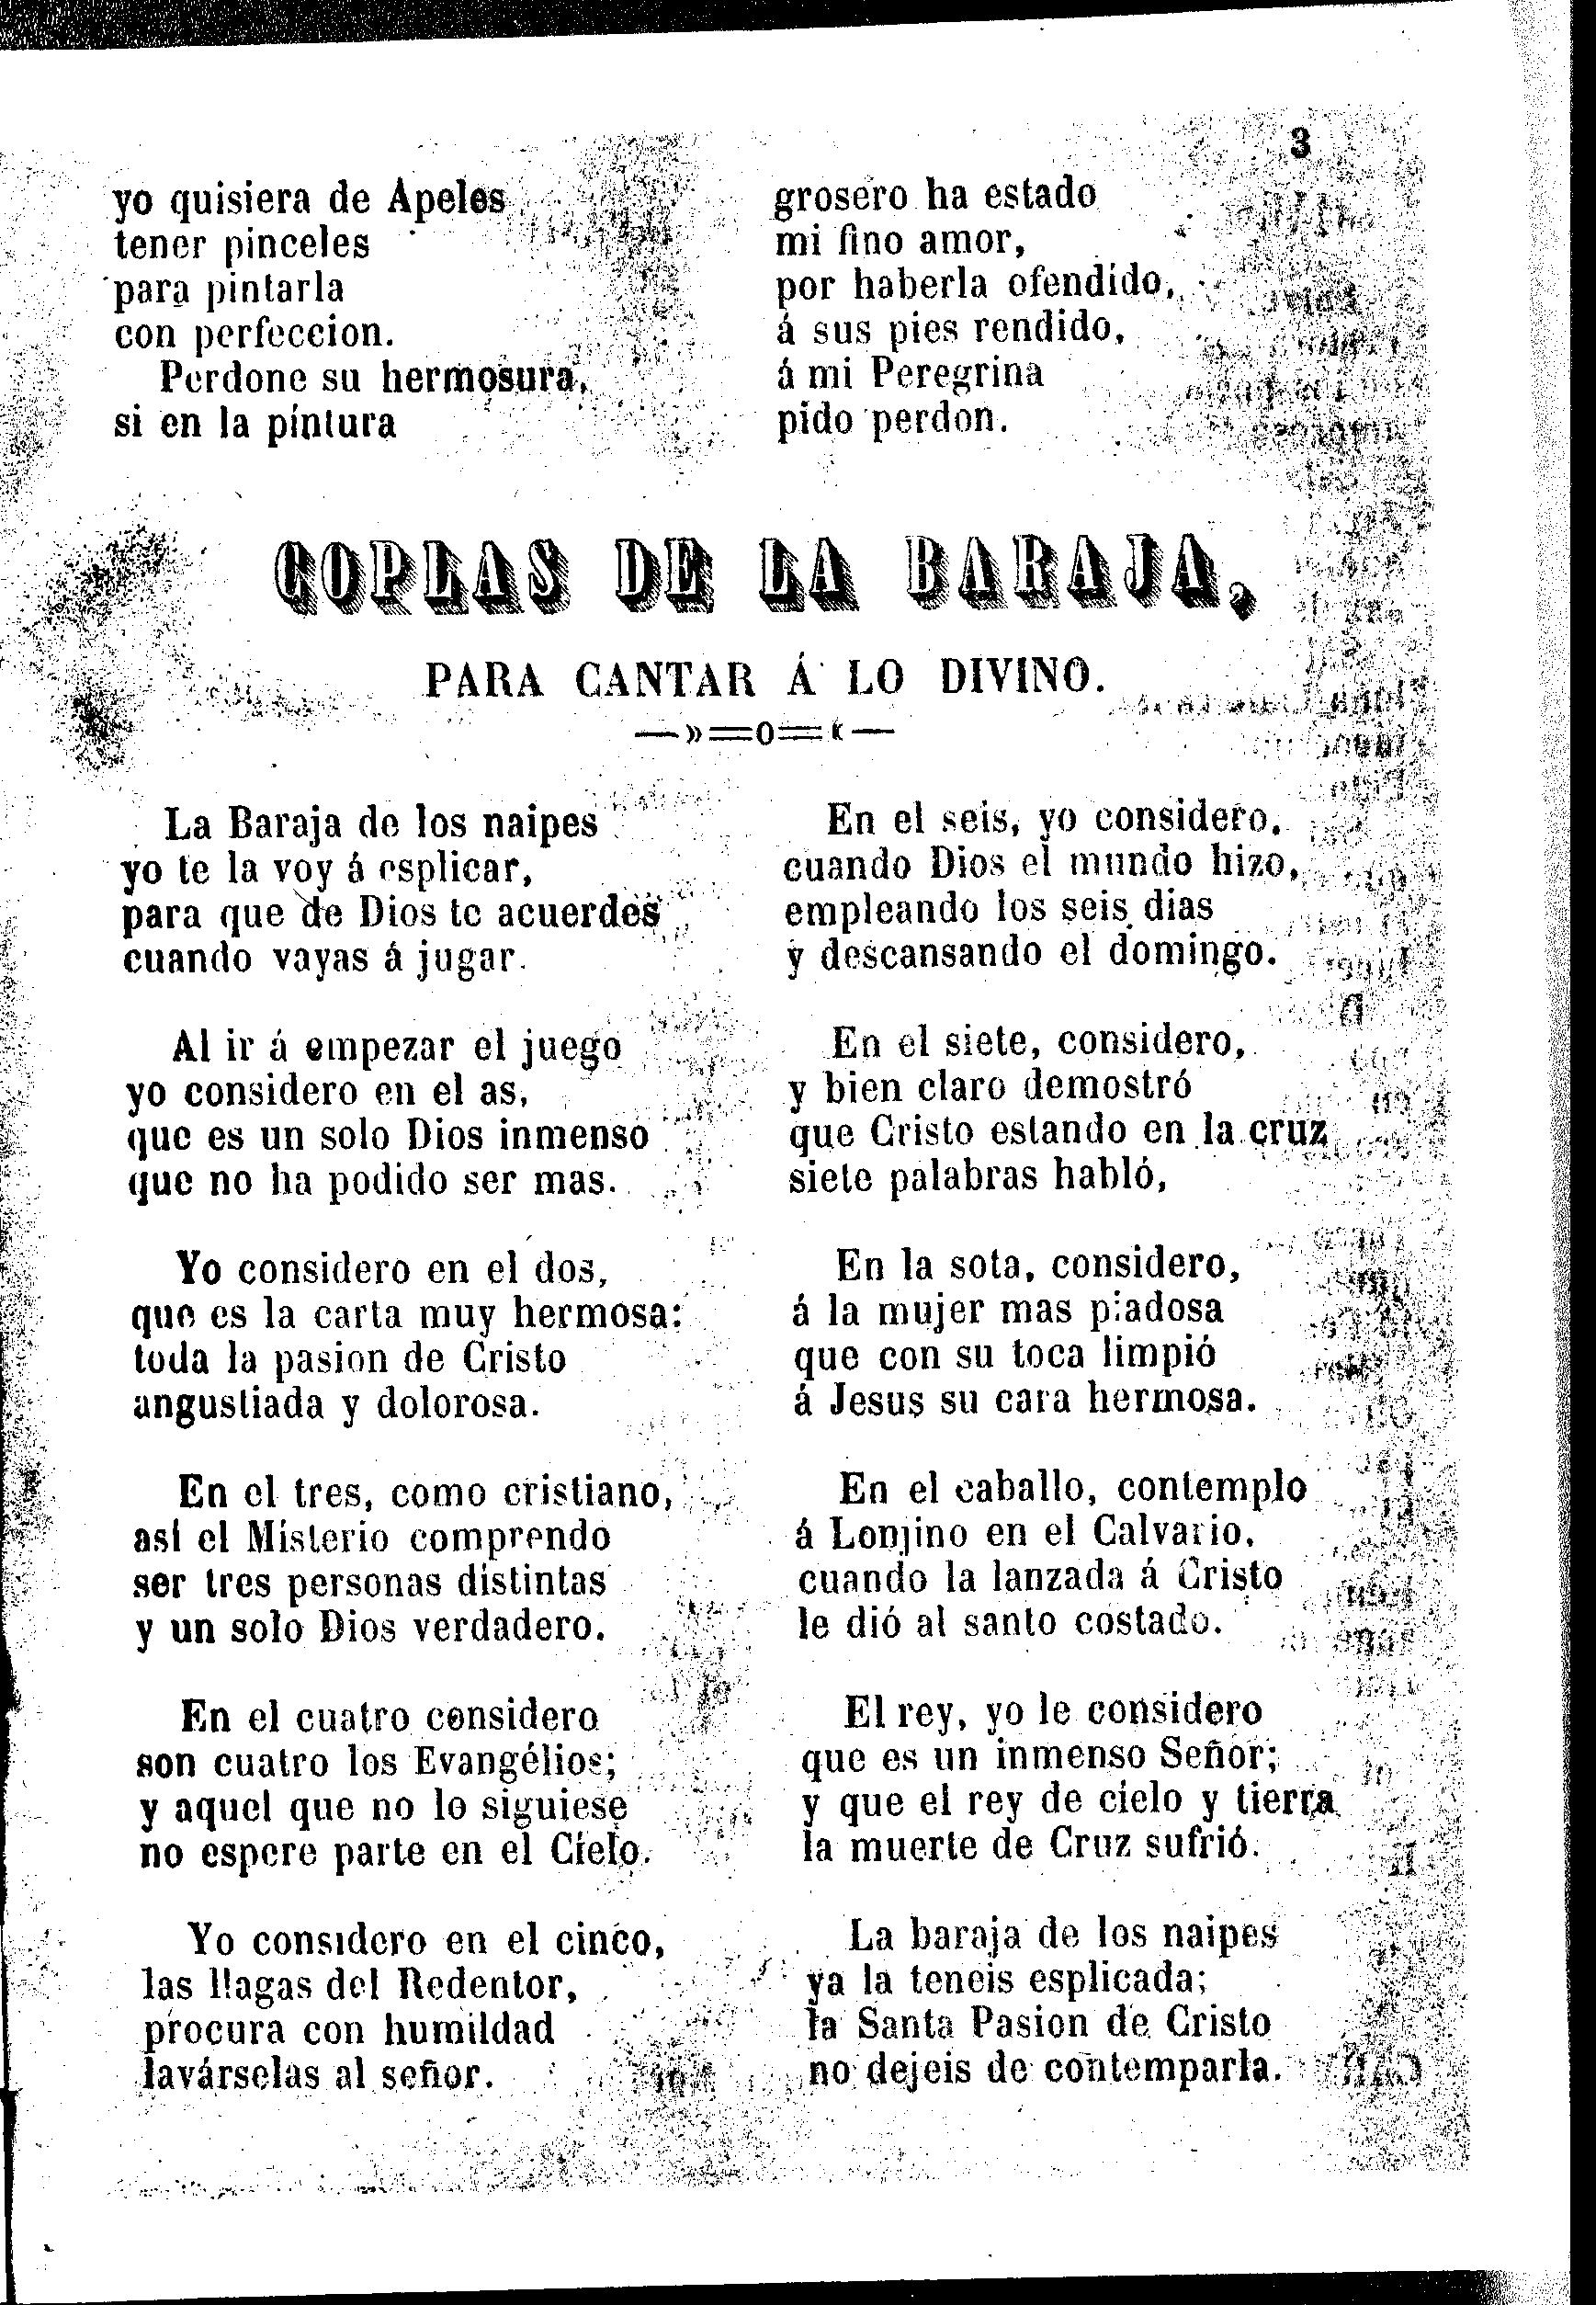 3
yo quisiera de Apeles
tener pinceles
para pintarla
con perfeccion.
Perdone su hermosura,
si en la pintura
grosero ha estado
mi fino amor,
por haberla ofendido,
á sus pies rendido,
á mi Peregrina
pido perdon.
COPLAS DE LA BARAJA,
PARA CANTAR Á LO DIVINO.
La Baraja de los naipes
yo te la voy á esplicar,
para que de Dios te acuerdes
cuando vayas á jugar.
Al ir á empezar el juego
yo considero en el as,
que es un solo Dios inmenso
que no ha podido ser mas.
Yo considero en el dos,
que es la carta muy hermosa:
toda la pasion de Cristo
angustiada y dolorosa.
En el tres, como cristiano,
así el Misterio comprendo
ser tres personas distintas
y un solo Dios verdadero.
En el cuatro considero
son cuatro los Evangélios;
y aquel que no lo siguiese
no espere parte en el Cielo.
Yo considero en el cinco,
las llagas del Redentor,
procura con humildad
lavárselas al señor.
En el seis, yo considero,
cuando Dios el mundo hizo,
empleando los seis dias
y descansando el domingo.
En el siete, considero,
y bien claro demostró
que Cristo estando en la cruz
siete palabras habló,
En la sota, considero,
á la mujer mas piadosa
que con su toca limpió
á Jesus su cara hermosa.
En el caballo, contemplo
á Lonjino en el Calvario,
cuando la lanzada á Cristo
le dió al santo costado.
El rey, yo le considero
que es un inmenso Señor;
y que el rey de cielo y tierra
la muerte de Cruz sufrió.
La baraja de los naipes
ya la teneis esplicada;
la Santa Pasion de Cristo
no dejeis de contemparla.